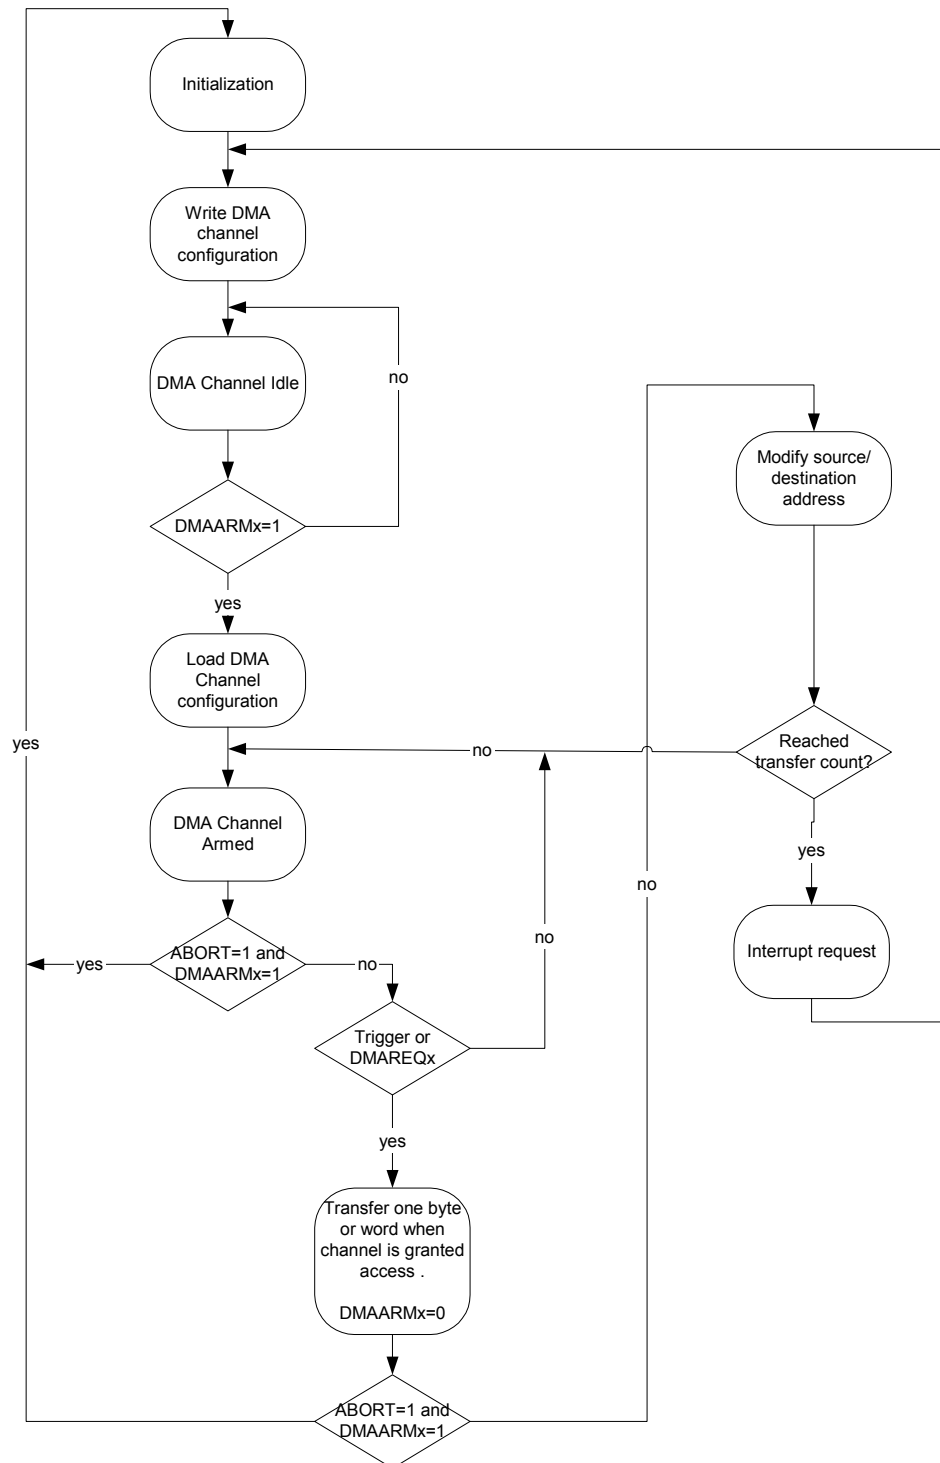 Initialization
Write DMA
channel
configuration
DMA Channel Idle
no
DMAARMx=1
yes
Load DMA
Channel
configuration
yes
no
DMA Channel
Armed
ABORT=1 and
DMAARMx=1
yes
no
Trigger or
DMAREQx
no
yes
Transfer one byte
or word when
channel is granted
access .
DMAARMx=0
ABORT=1 and
DMAARMx=1
no
Modify source/
destination
address
Reached
transfer count?
yes
Interrupt request